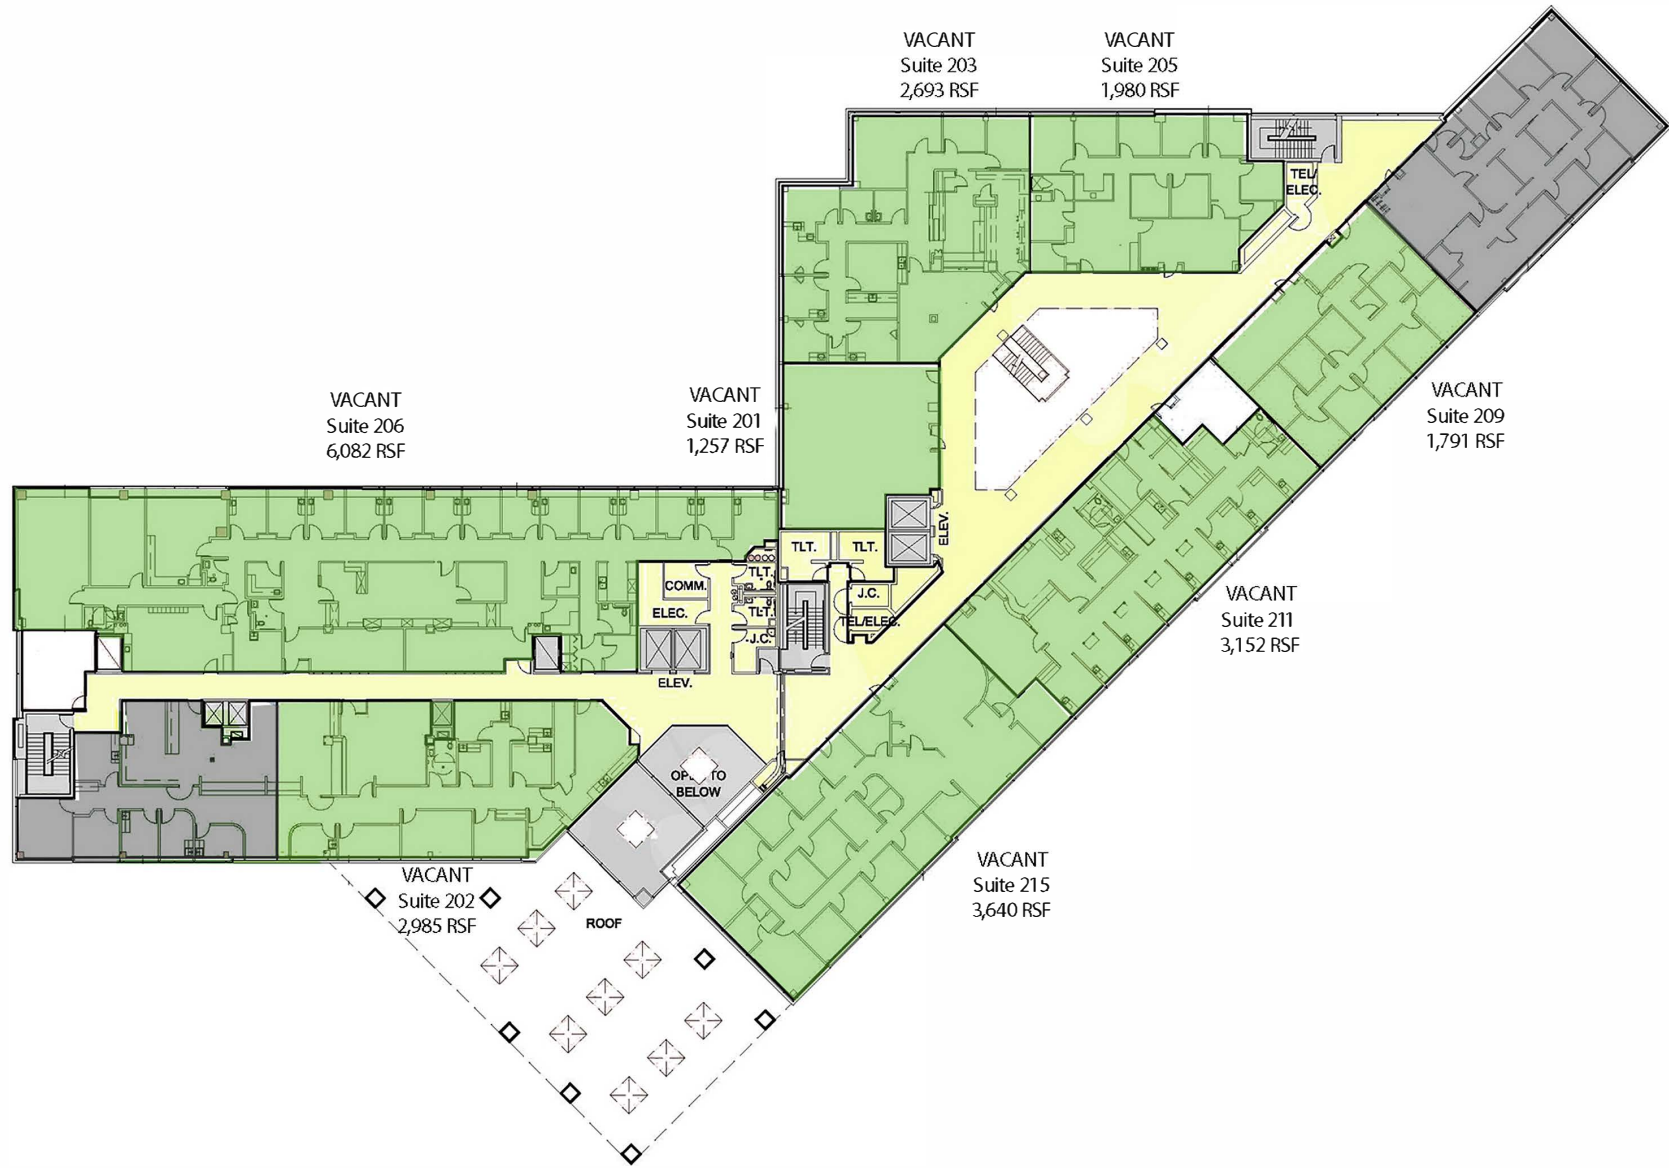 VACANT
Suite 203
2,693 RSF
VACANT
Suite 205
1,980 RSF
TEL/
ELEC.
VACANT
Suite 206
6,082 RSF
VACANT
Suite 201
1,257 RSF
VACANT
Suite 209
1,791 RSF
ELEV.
TLT.
TLT.
COMM.
TLT.
ELEC.
TLT.
J.C.
J.C.
TEL/ELEC.
ELEV.
VACANT
Suite 211
3,152 RSF
OPEN TO
BELOW
VACANT
Suite 202
2,985 RSF
VACANT
Suite 215
3,640 RSF
ROOF